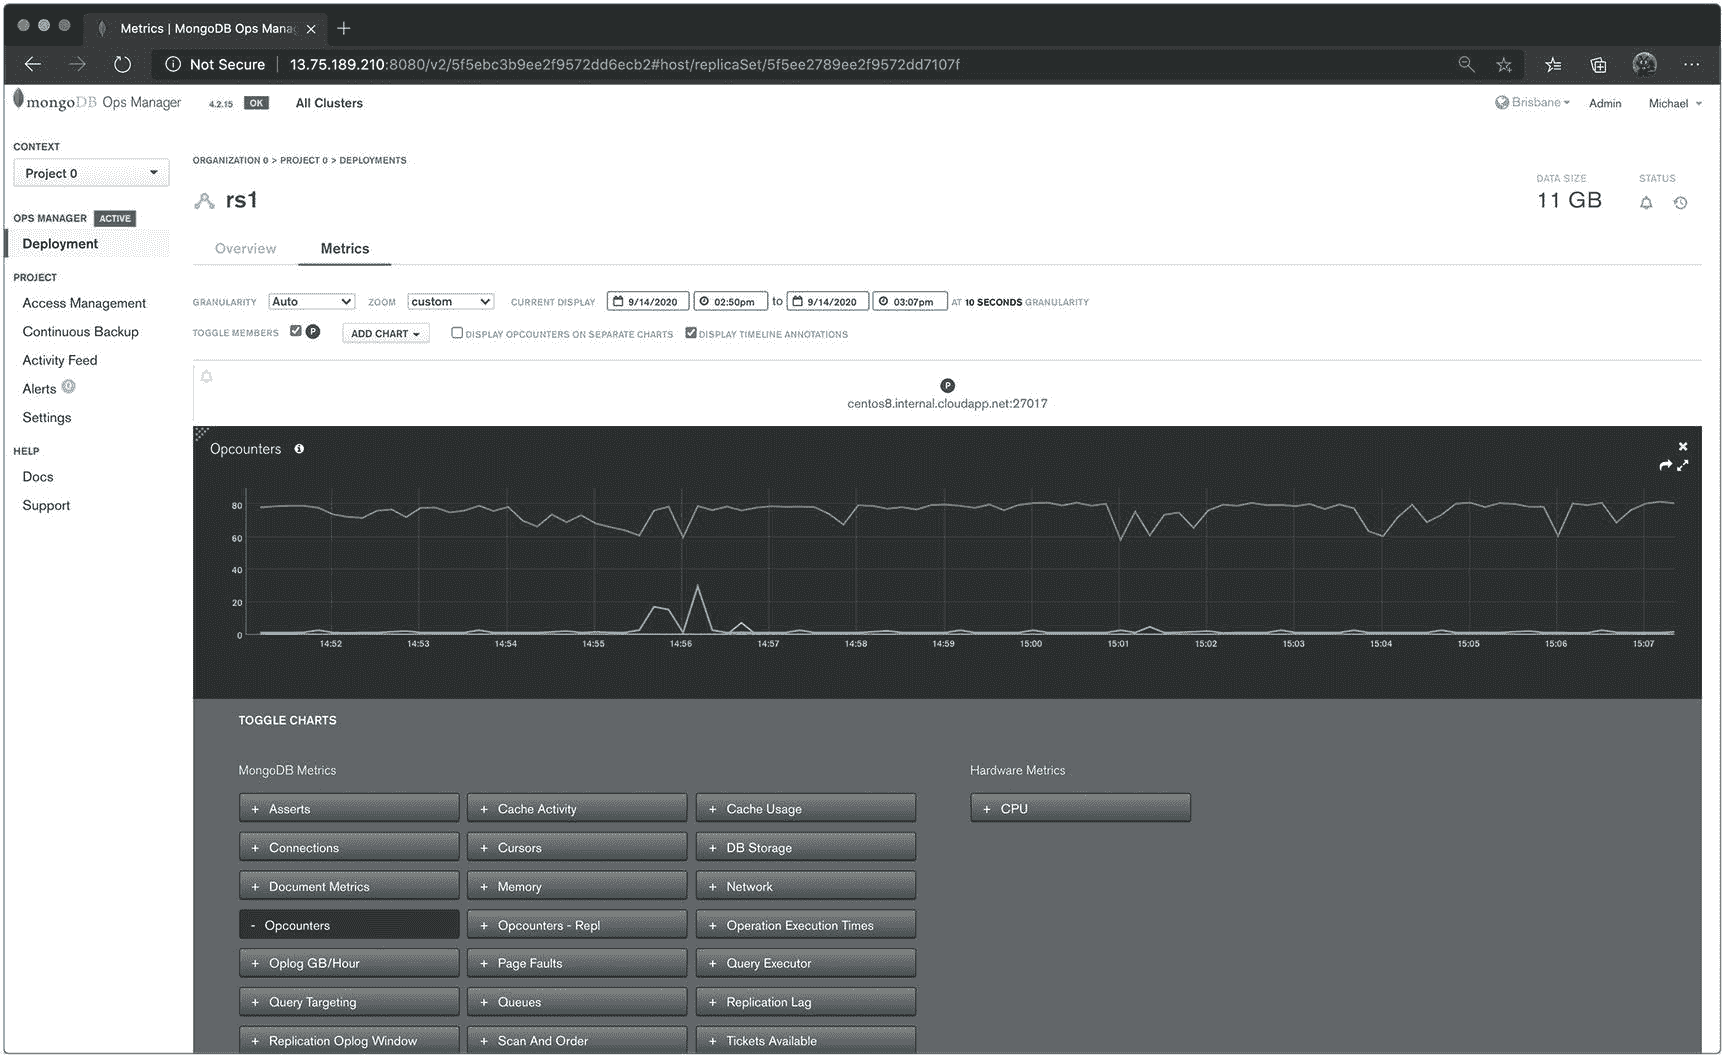 Metrics | MongoDB Ops Mana
Not Secure | 13.75.189.210:8080/v2/5f5ebc3b9ee2f9572dd6ecb2#host/replicaSet/5f5ee2789ee2f9572dd7107f
mongoDB Ops Manager 4.2.15 OK All Clusters Brisbane Admin Michael
CONTEXT
Project 0
OPS MANAGER ACTIVE
Deployment
PROJECT
Access Management
Continuous Backup
Activity Feed
Alerts
Settings
HELP
Docs
Support
ORGANIZATION 0 > PROJECT 0 > DEPLOYMENTS
rs1
DATA SIZE
11 GB
STATUS
Overview Metrics
GRANULARITY Auto ZOOM custom CURRENT DISPLAY 9/14/2020 02:50pm to 9/14/2020 03:07pm AT 10 SECONDS GRANULARITY
TOGGLE MEMBERS P ADD CHART DISPLAY OPCOUNTERS ON SEPARATE CHARTS DISPLAY TIMELINE ANNOTATIONS
P
centos8.internal.cloudapp.net:27017
Opcounters
80
60
40
20
0
14:52 14:53 14:54 14:55 14:56 14:57 14:58 14:59 15:00 15:01 15:02 15:03 15:04 15:05 15:06 15:07
TOGGLE CHARTS
MongoDB Metrics Hardware Metrics
+ Asserts + Cache Activity + Cache Usage + CPU
+ Connections + Cursors + DB Storage
+ Document Metrics + Memory + Network
- Opcounters + Opcounters - Repl + Operation Execution Times
+ Oplog GB/Hour + Page Faults + Query Executor
+ Query Targeting + Queues + Replication Lag
+ Replication Oplog Window + Scan And Order + Tickets Available